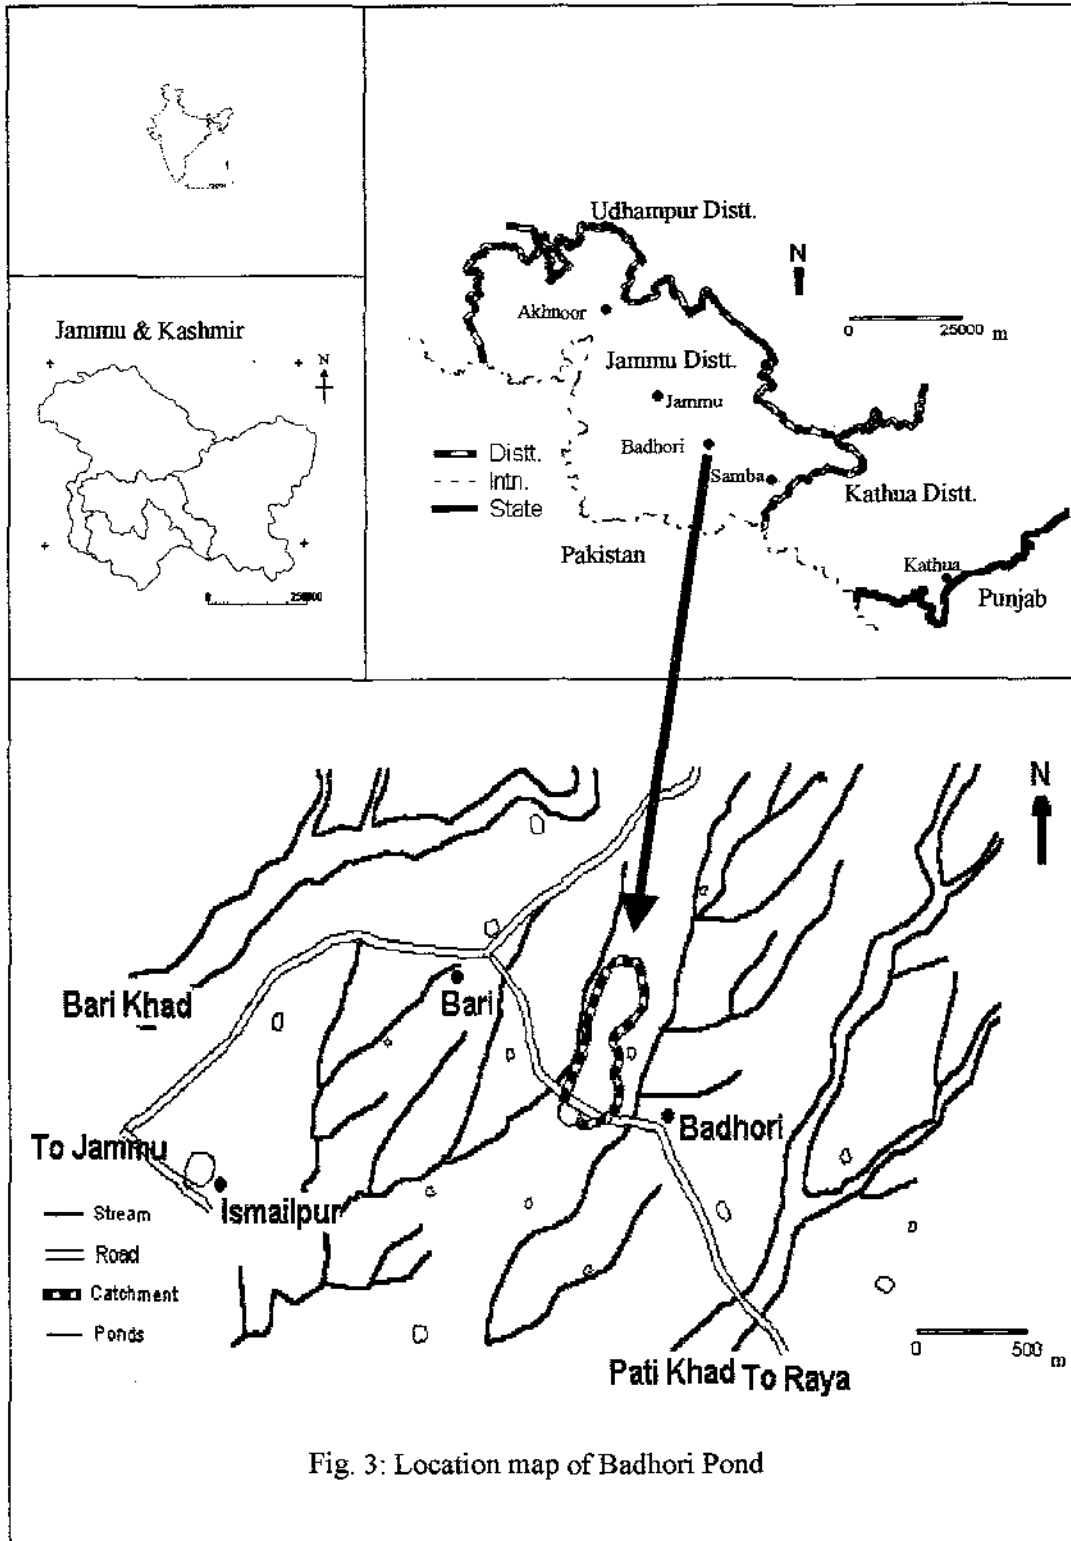 Jammu & Kashmir
N
0 250000
Udhampur Distt.
N
Akhnoor
0 25000 m
Jammu Distt.
Jammu
Badhori
Distt.
Samba
Intn.
Kathua Distt.
State
Pakistan
Kathua
Punjab
N
Bari Khad
Bari
To Jammu
Badhori
Ismailpur
Stream
Road
Catchment
Ponds
0 500 m
Pati Khad To Raya
Fig. 3: Location map of Badhori Pond